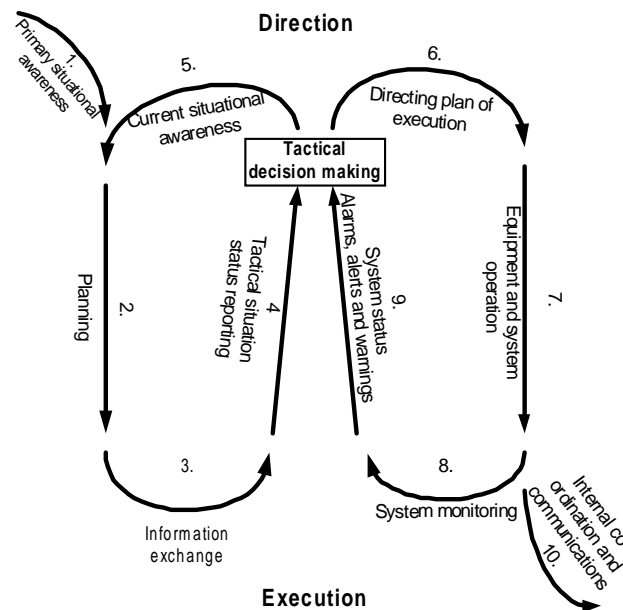 Direction
1.
Primary situational
awareness
5.
Current situational
awareness
6.
Directing plan of
execution
Tactical
decision making
2.
Planning
4
Tactical situation
status reporting
9.
System status
Alarms, alerts and warnings
7.
Equipment and system
operation
3.
Information
exchange
8.
System monitoring
Internal co
ordination and
communications
10.
Execution